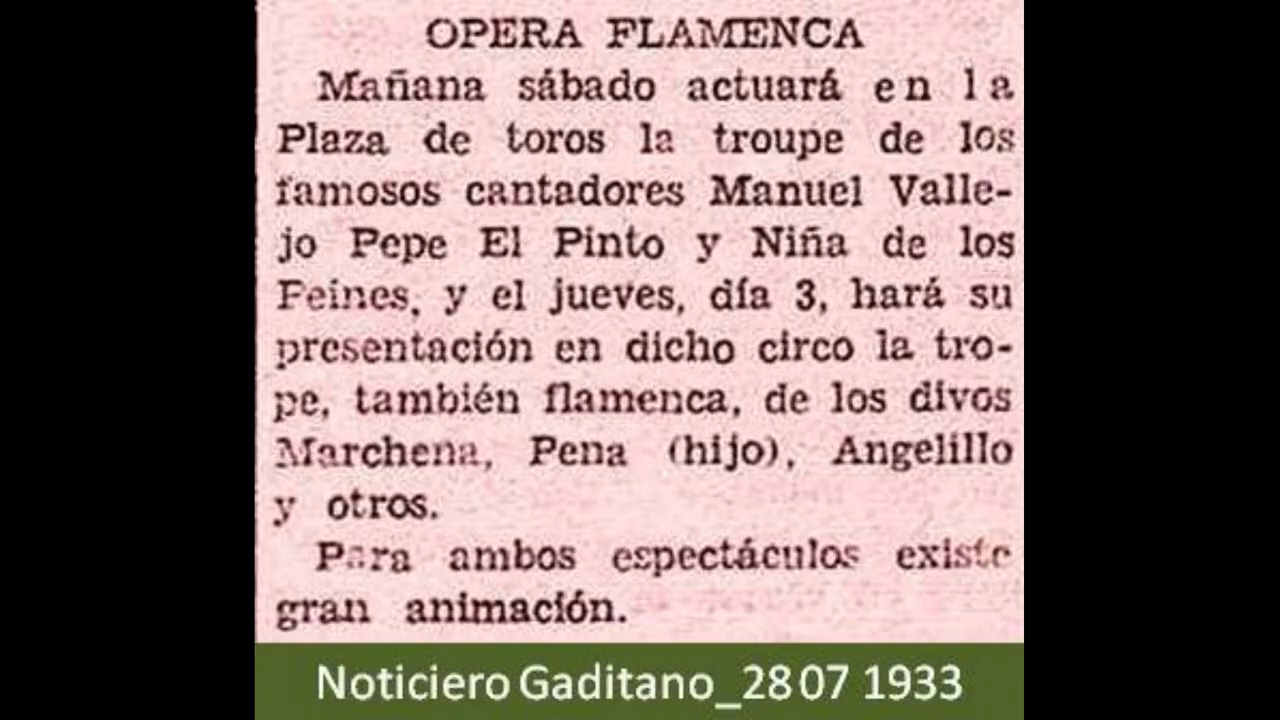 OPERA FLAMENCA
Mañana sábado actuará en la
Plaza de toros la troupe de los
famosos cantadores Manuel Valle-
jo Pepe El Pinto y Niña de los
Peines, y el jueves, día 3, hará su
presentación en dicho circo la tro-
pe, también flamenca, de los divos
Marchena, Pena (hijo), Angelillo
y otros.
Para ambos espectáculos existe
gran animación.
Noticiero Gaditano_28 07 1933